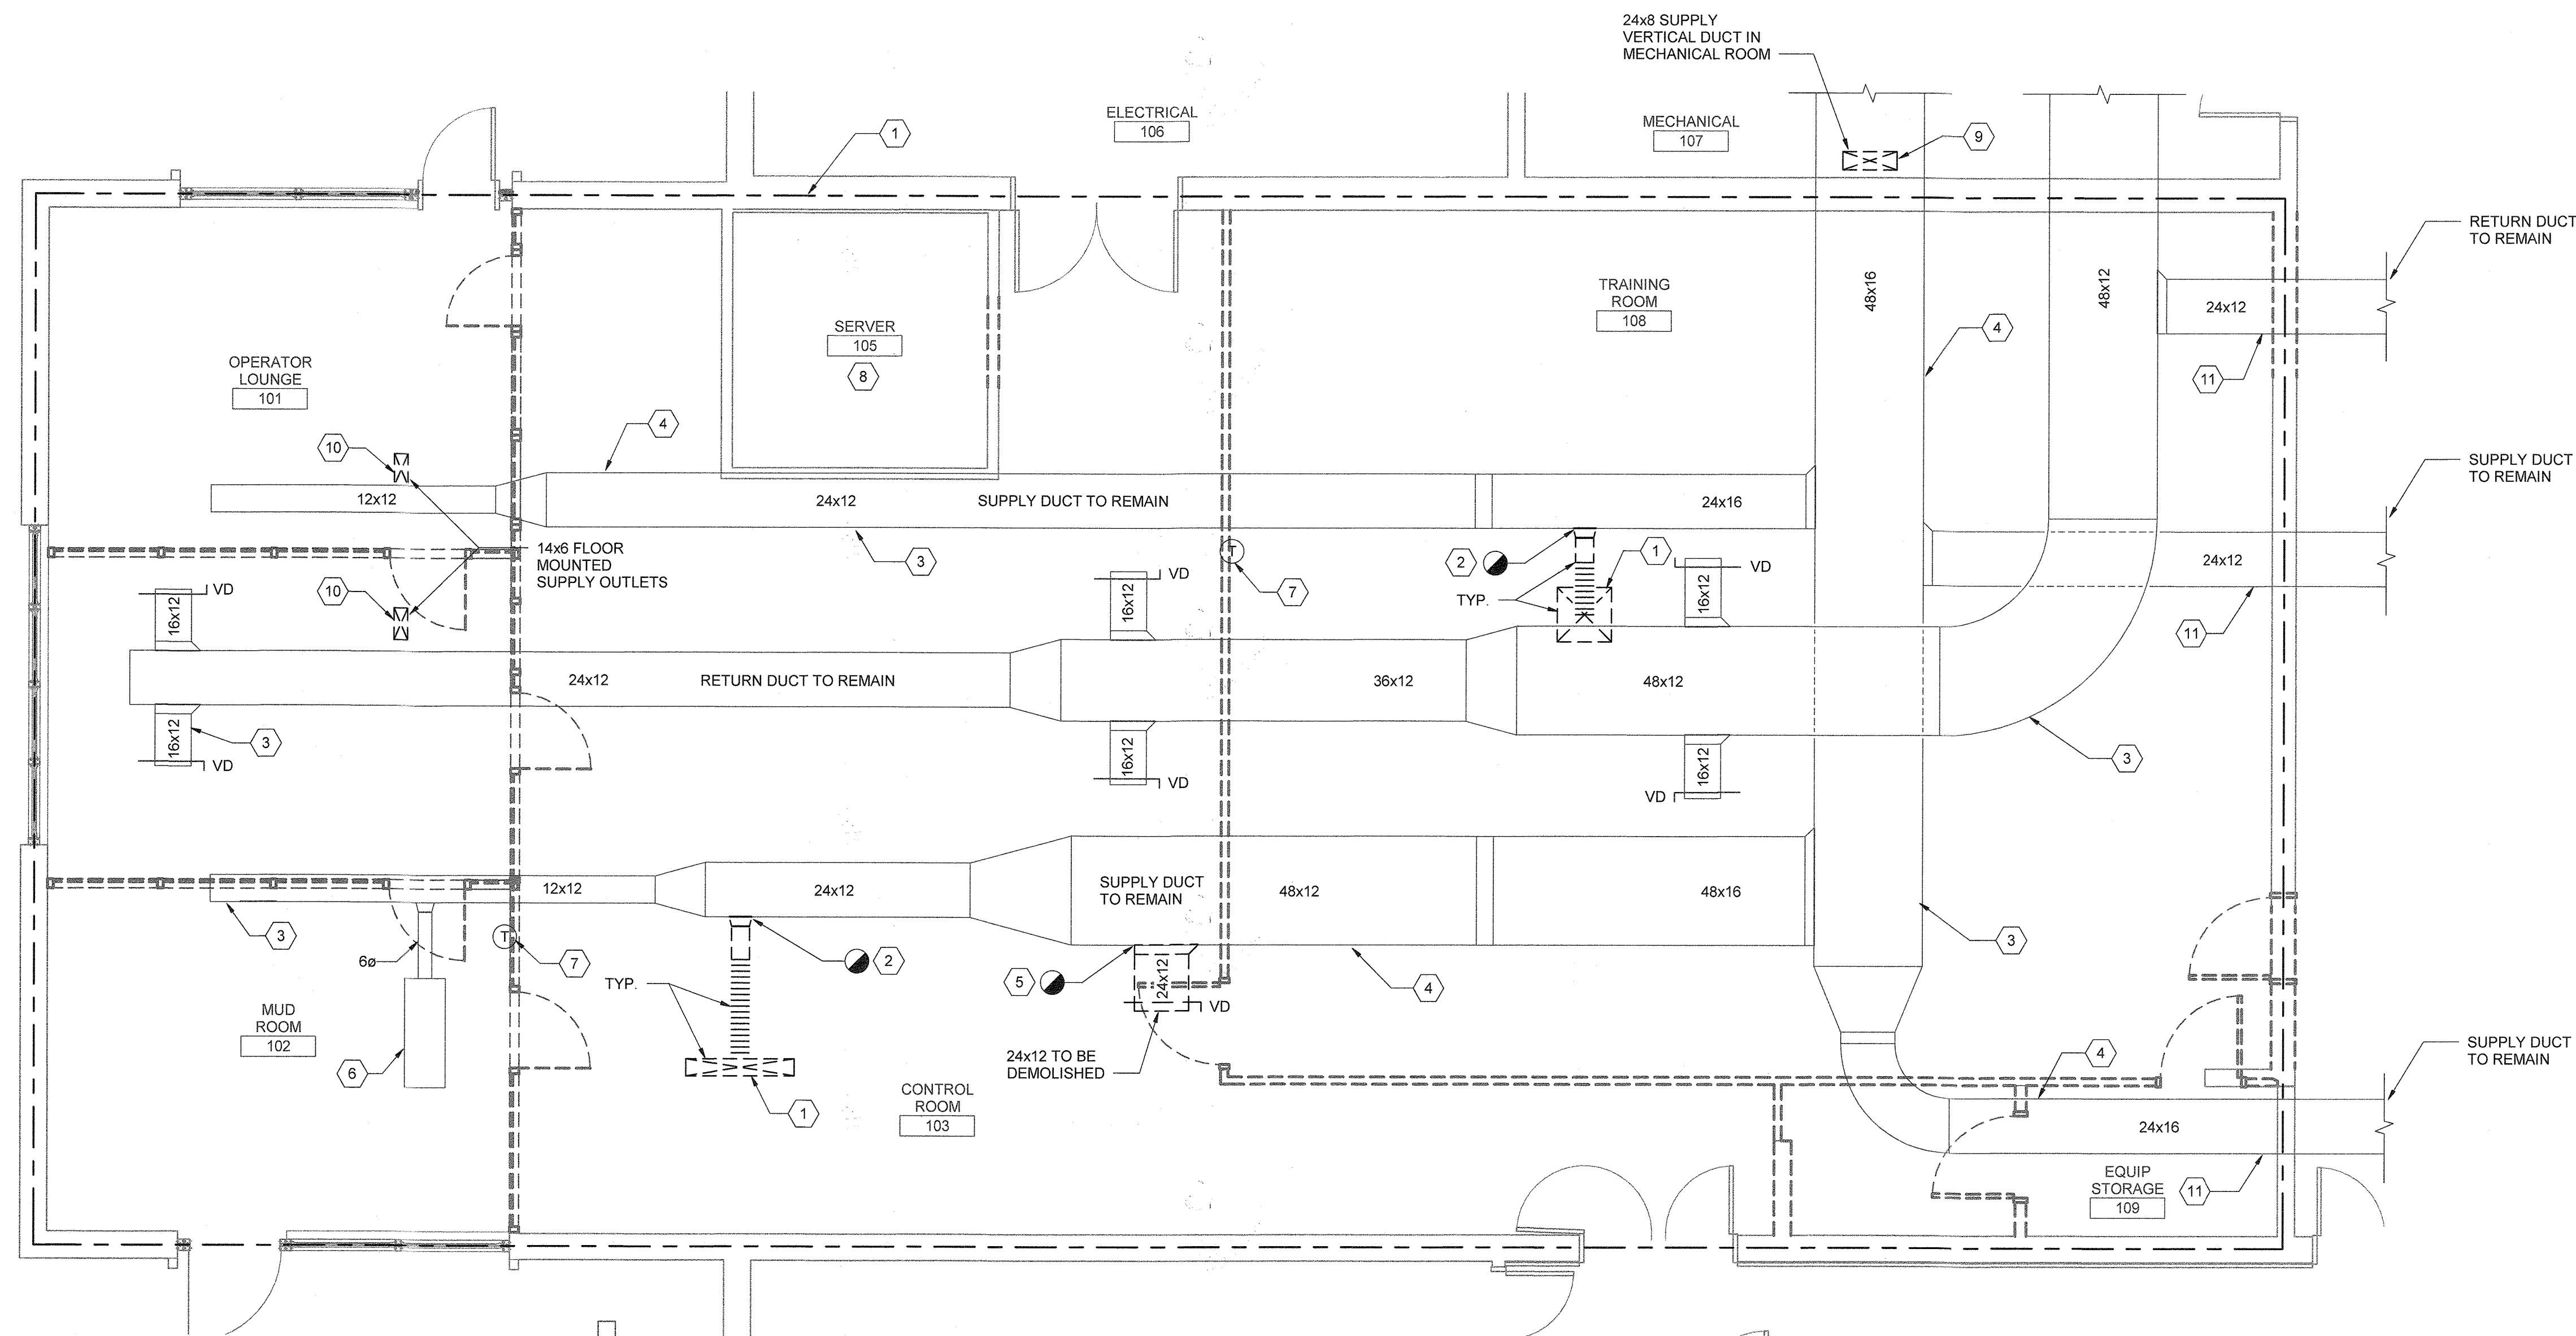 24x8 SUPPLY
VERTICAL DUCT IN
MECHANICAL ROOM
ELECTRICAL
106
MECHANICAL
107
1
9
RETURN DUCT
TO REMAIN
48x16
48x12
24x12
TRAINING
ROOM
108
4
SERVER
105
8
OPERATOR
LOUNGE
101
11
4
10
SUPPLY DUCT
TO REMAIN
12x12
24x12
SUPPLY DUCT TO REMAIN
24x16
14x6 FLOOR
MOUNTED
SUPPLY OUTLETS
3
T
7
2
1
TYP.
24x12
10
16x12
VD
16x12
VD
16x12
VD
11
24x12
RETURN DUCT TO REMAIN
36x12
48x12
16x12
VD
3
16x12
VD
16x12
VD
3
12x12
24x12
SUPPLY DUCT
TO REMAIN
48x12
48x16
3
T
7
6ø
2
3
TYP.
5
24x12
VD
4
MUD
ROOM
102
6
24x12 TO BE
DEMOLISHED
SUPPLY DUCT
TO REMAIN
4
1
CONTROL
ROOM
103
24x16
EQUIP
STORAGE
109
11